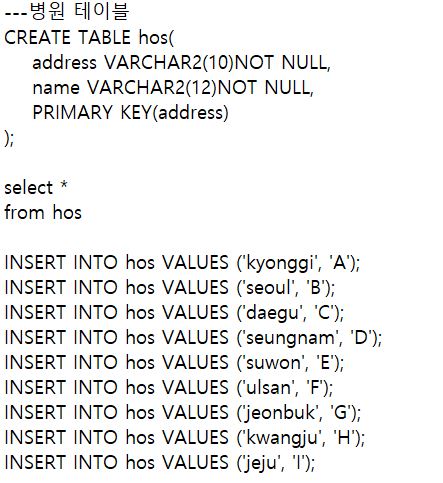 ---병원 테이블
CREATE TABLE hos(
address VARCHAR2(10)NOT NULL,
name VARCHAR2(12)NOT NULL,
PRIMARY KEY(address)
);
select *
from hos
INSERT INTO hos VALUES ('kyonggi', 'A');
INSERT INTO hos VALUES ('seoul', 'B');
INSERT INTO hos VALUES ('daegu', 'C');
INSERT INTO hos VALUES ('seungnam', 'D');
INSERT INTO hos VALUES ('suwon', 'E');
INSERT INTO hos VALUES ('ulsan', 'F');
INSERT INTO hos VALUES ('jeonbuk', 'G');
INSERT INTO hos VALUES ('kwangju', 'H');
INSERT INTO hos VALUES ('jeju', 'I');